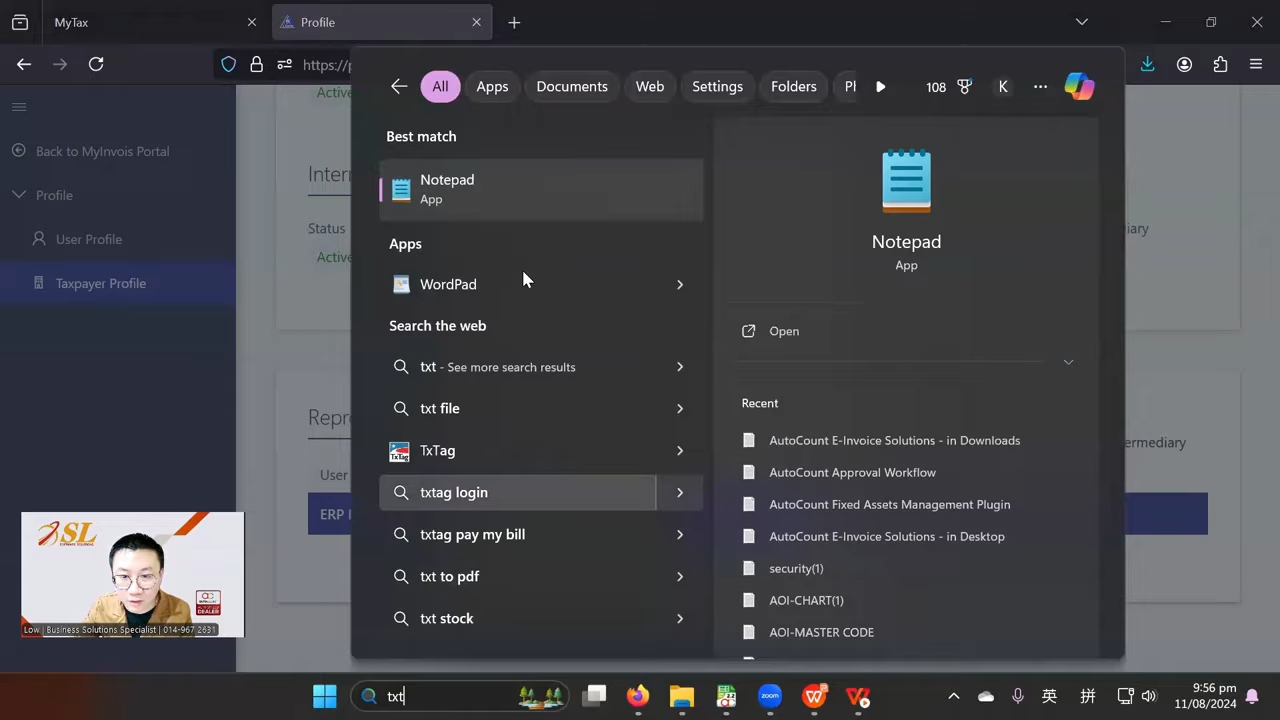 MyTax
Profile
https://p
All
Apps
Documents
Web
Settings
Folders
Pl
108
K
Back to MyInvois Portal
Profile
User Profile
Taxpayer Profile
Active
Inter
Status
Active
Repre
User
ERP
iary
ermediary
Best match
Notepad
App
Apps
WordPad
Search the web
txt - See more search results
txt file
TxTag
txtag login
txtag pay my bill
txt to pdf
txt stock
Notepad
App
Open
Recent
AutoCount E-Invoice Solutions - in Downloads
AutoCount Approval Workflow
AutoCount Fixed Assets Management Plugin
AutoCount E-Invoice Solutions - in Desktop
security(1)
AOI-CHART(1)
AOI-MASTER CODE
SL
DEALER
Low | Business Solutions Specialist | 014-967 2631
txt
zoom
英
拼
9:56 pm
11/08/2024